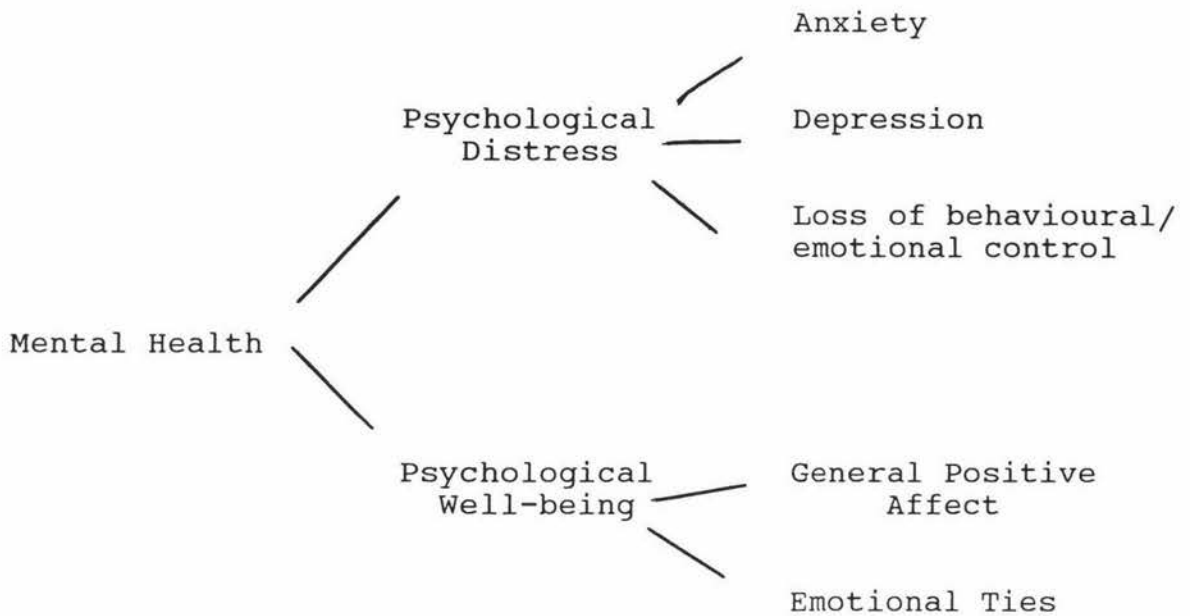 Anxiety
Psychological
Distress
Depression
Loss of behavioural/
emotional control
Mental Health
Psychological
Well-being
General Positive
Affect
Emotional Ties